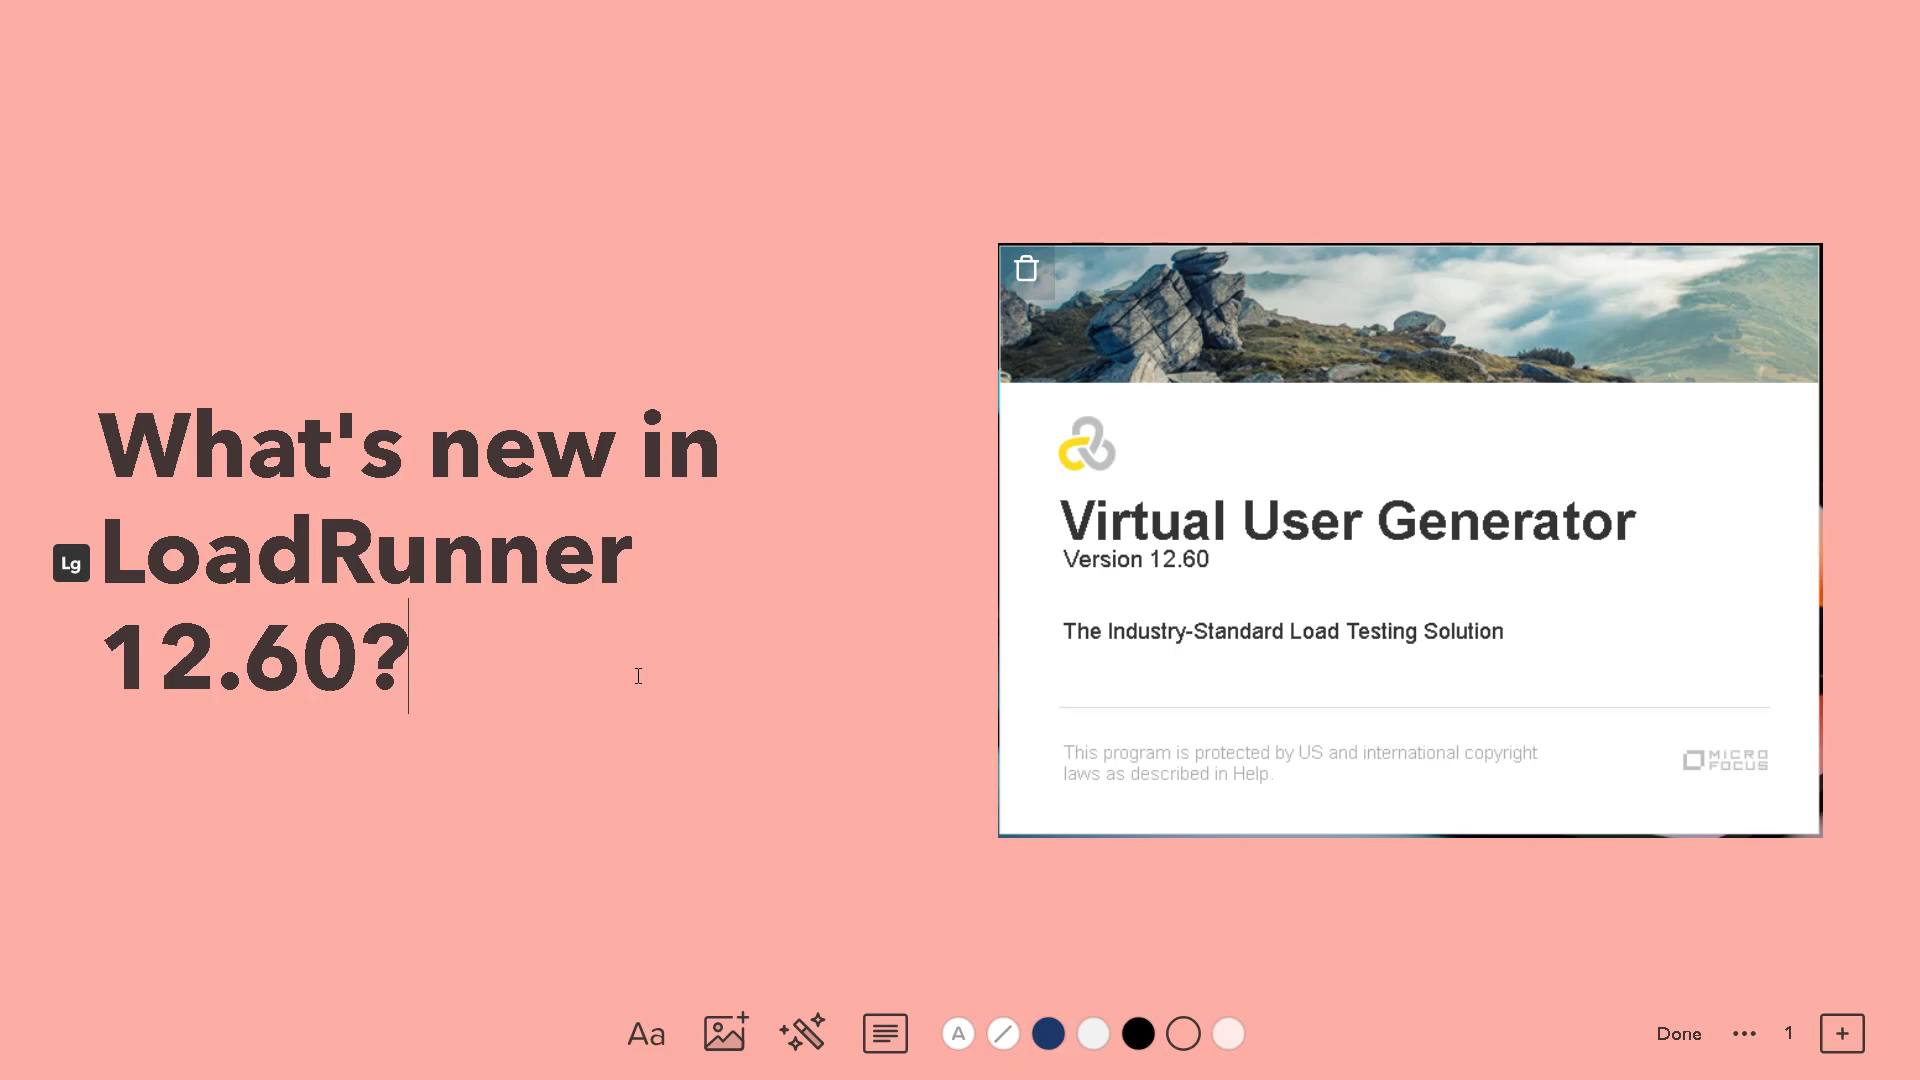 What's new in
Lg LoadRunner
12.60?
Virtual User Generator
Version 12.60
The Industry-Standard Load Testing Solution
This program is protected by US and international copyright
laws as described in Help.
MICRO
FOCUS
Aa
A
Done
1